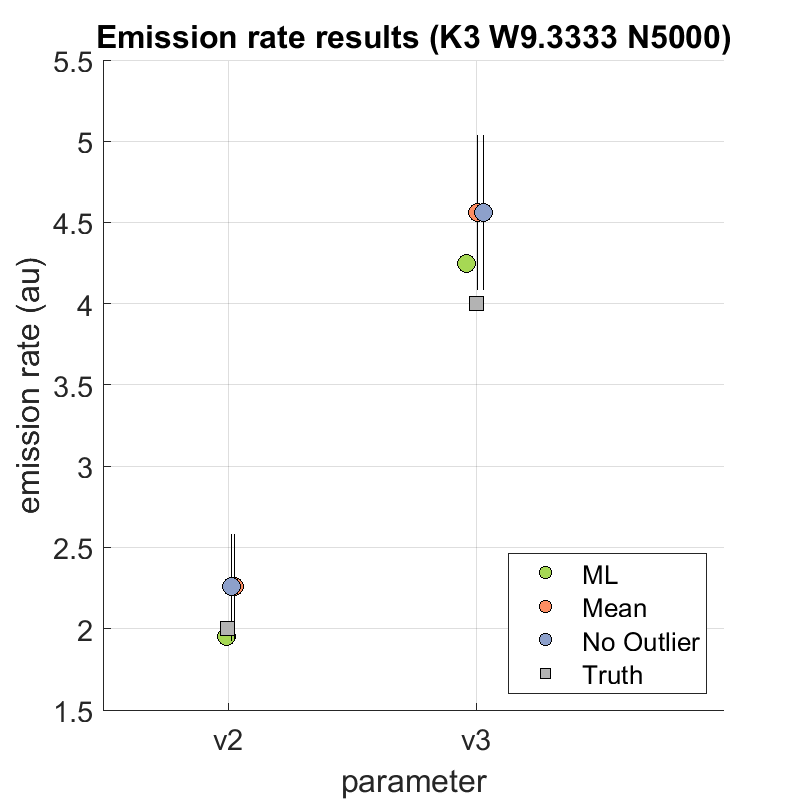 Emission rate results (K3 W9.3333 N5000)
5.5
5
4.5
4
3.5
3
2.5
2
1.5
emission rate (au)
v2
v3
parameter
ML
Mean
No Outlier
Truth